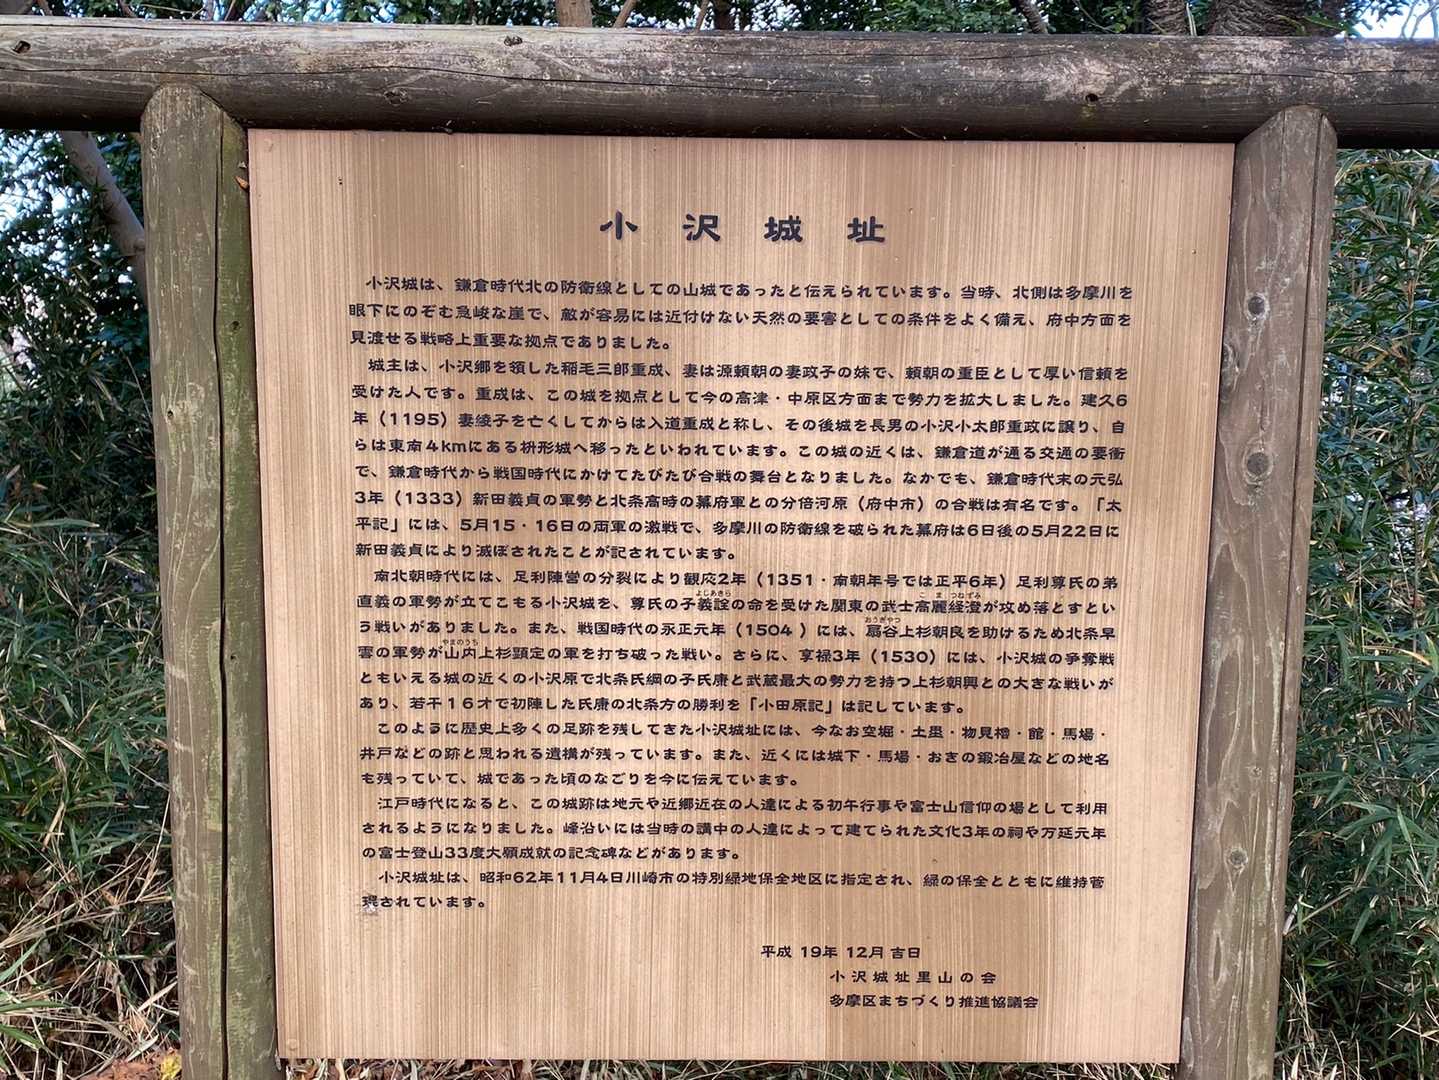 小沢城址
小沢城は、鎌倉時代北の防衛線としての山城であったと伝えられています。当時、北側は多摩川を
眼下にのぞむ急峻な崖で、敵が容易には近付けない天然の要害としての条件をよく備え、府中方面を
見渡せる戦略上重要な拠点でありました。
城主は、小沢郷を領した稲毛三郎重成、妻は源頼朝の妻政子の妹で、頼朝の重臣として厚い信頼を
受けた人です。重成は、この城を拠点として今の高津・中原区方面まで勢力を拡大しました。建久6
年（1195）妻綾子を亡くしてからは入道重成と称し、その後城を長男の小沢小太郎重政に譲り、自
らは東南4kmにある枡形城へ移ったといわれています。この城の近くは、鎌倉道が通る交通の要衝
で、鎌倉時代から戦国時代にかけてたびたび合戦の舞台となりました。なかでも、鎌倉時代末の元弘
3年（1333）新田義貞の軍勢と北条高時の幕府軍との分倍河原（府中市）の合戦は有名です。「太
平記」には、5月15・16日の両軍の激戦で、多摩川の防衛線を破られた幕府は6日後の5月22日に
新田義貞により滅ぼされたことが記されています。
南北朝時代には、足利陣営の分裂により観応2年（1351・南朝年号では正平6年）足利尊氏の弟
よしあきら こま つねずみ
直義の軍勢が立てこもる小沢城を、尊氏の子義詮の命を受けた関東の武士高麗経澄が攻め落とすとい
おうぎやつ
う戦いがありました。また、戦国時代の永正元年（1504 ）には、扇谷上杉朝良を助けるため北条早
やまのうち
雲の軍勢が山内上杉顕定の軍を打ち破った戦い。さらに、享禄3年（1530）には、小沢城の争奪戦
ともいえる城の近くの小沢原で北条氏綱の子氏康と武蔵最大の勢力を持つ上杉朝興との大きな戦いが
あり、若干１６才で初陣した氏康の北条方の勝利を「小田原記」は記しています。
このように歴史上多くの足跡を残してきた小沢城址には、今なお空堀・土塁・物見櫓・館・馬場・
井戸などの跡と思われる遺構が残っています。また、近くには城下・馬場・おぎの鍛冶屋などの地名
も残っていて、城であった頃のなごりを今に伝えています。
江戸時代になると、この城跡は地元や近郷近在の人達による初午行事や富士山信仰の場として利用
されるようになりました。峰沿いには当時の講中の人達によって建てられた文化3年の祠や万延元年
の富士登山33度大願成就の記念碑などがあります。
小沢城址は、昭和62年11月4日川崎市の特別緑地保全地区に指定され、緑の保全とともに維持管
理されています。
平成 19年 12月 吉日
小沢城址里山の会
多摩区まちづくり推進協議会